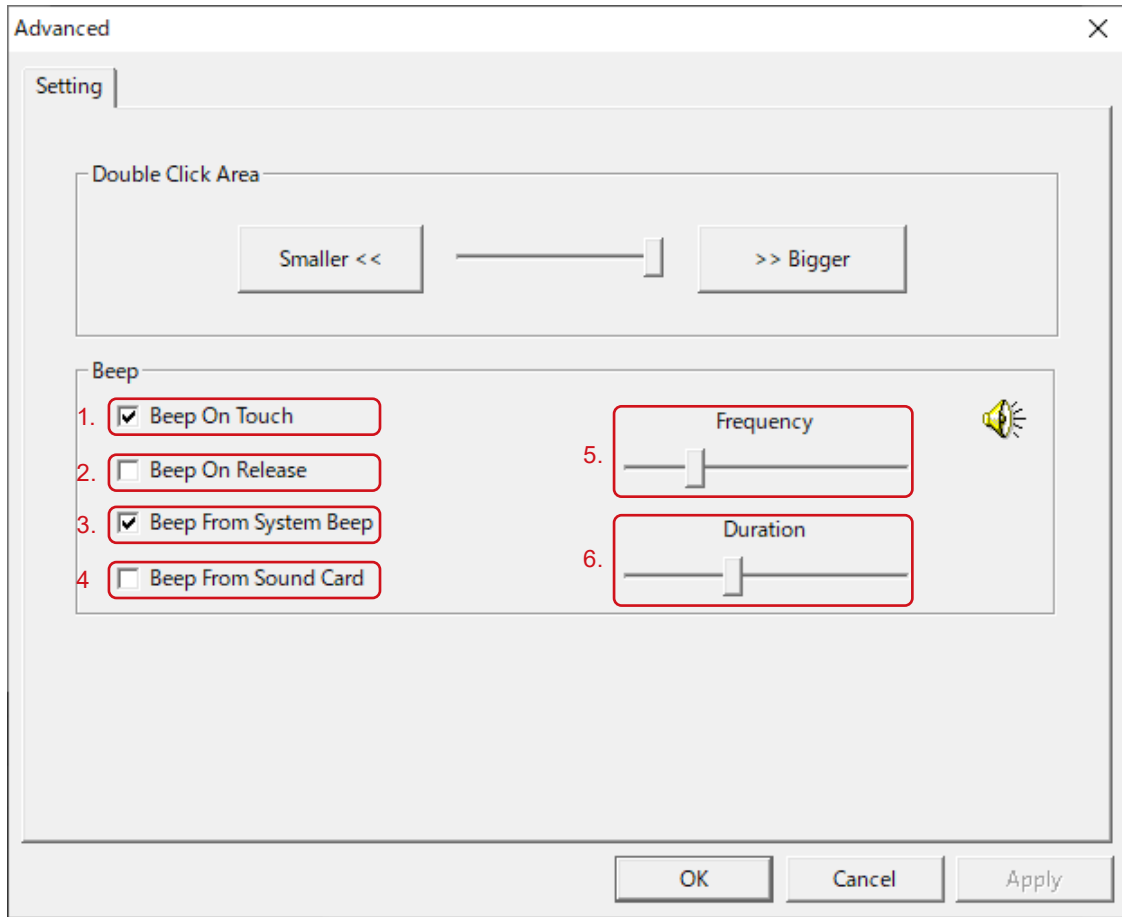 Advanced
Setting
Double Click Area
Smaller <<
>> Bigger
Beep
1. Beep On Touch
2. Beep On Release
3. Beep From System Beep
4 Beep From Sound Card
Frequency
5.
Duration
6.
OK
Cancel
Apply